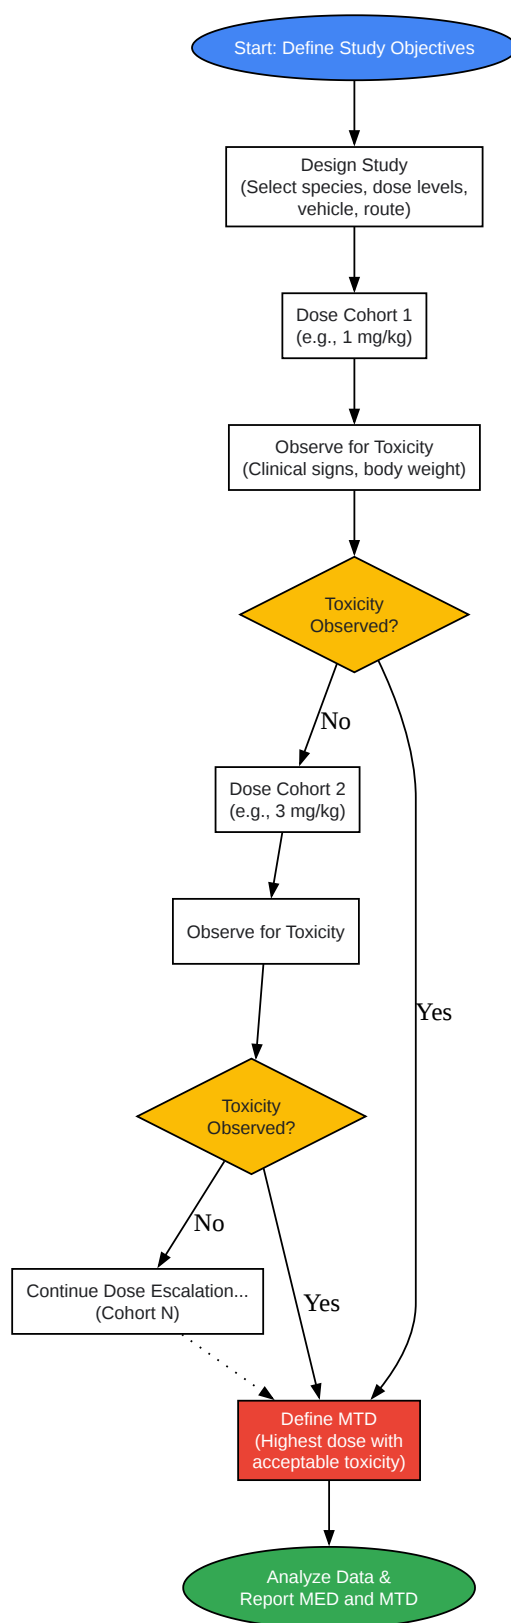 Start: Define Study Objectives
Design Study
(Select species, dose levels,
vehicle, route)
Dose Cohort 1
(e.g., 1 mg/kg)
Observe for Toxicity
(Clinical signs, body weight)
Toxicity
Observed?
No
Dose Cohort 2
(e.g., 3 mg/kg)
Observe for Toxicity
Yes
Toxicity
Observed?
No
Continue Dose Escalation...
(Cohort N)
Yes
Define MTD
(Highest dose with
acceptable toxicity)
Analyze Data &
Report MED and MTD